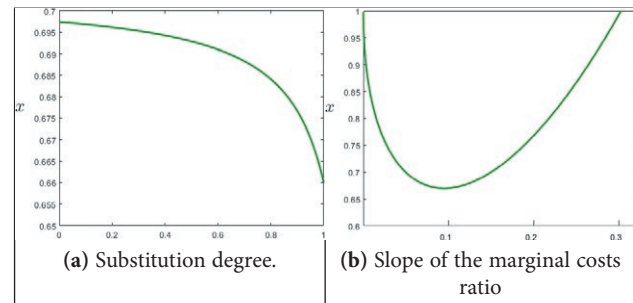 0.7
0.695
0.69
0.685
0.68
x
0.675
0.67
0.665
0.66
0.655
0.65
0 0.2 0.4 0.6 0.8 1
(a) Substitution degree.
1
0.95
0.9
0.85
0.8
x
0.75
0.7
0.65
0.6
0.1 0.2 0.3
(b) Slope of the marginal costs
ratio